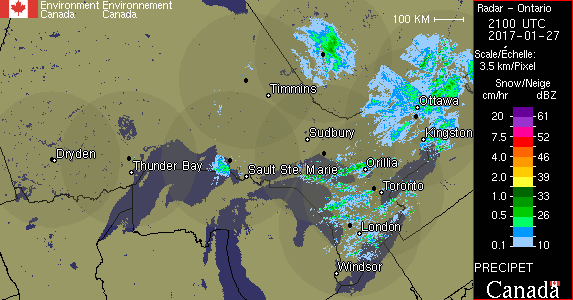 Environment Environnement
Canada Canada
100 KM
Radar - Ontario
2100 UTC
2017-01-27
Scale/Échelle:
3.5 km/Pixel
Snow/Neige
cm/hr dBZ
20 61
7.5 52
4.0 46
2.0 39
1.0 33
0.5 26
0.1 10
PRECIPET
Canada
Timmins
Ottawa
Sudbury
Kingston
Dryden
Thunder Bay
Sault Ste. Marie
Orillia
Toronto
London
Windsor